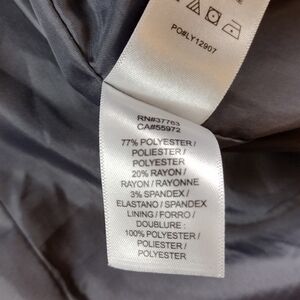 PO#LY12907
RN#37763
CA#55972
77% POLYESTER /
POLIESTER /
POLYESTER
20% RAYON /
RAYON / RAYONNE
3% SPANDEX /
ELASTANO / SPANDEX
LINING / FORRO /
DOUBLURE :
100% POLYESTER /
POLIESTER /
POLYESTER